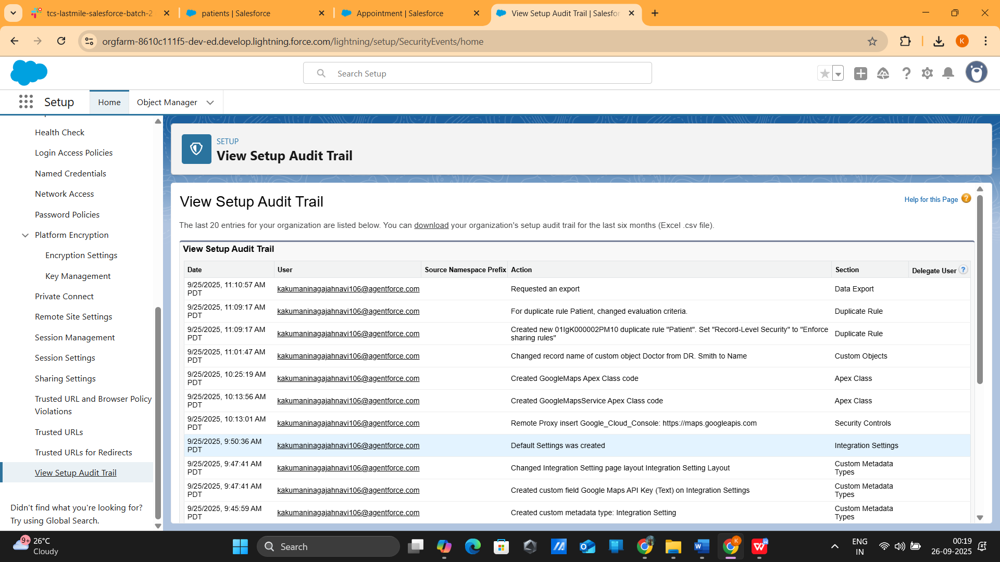 tcs-lastmile-salesforce-batch-2
patients | Salesforce
Appointment | Salesforce
View Setup Audit Trail | Salesfor
orgfarm-8610c111f5-dev-ed.develop.lightning.force.com/lightning/setup/SecurityEvents/home
K
Search Setup
Setup
Home
Object Manager
Health Check
Login Access Policies
Named Credentials
Network Access
Password Policies
Platform Encryption
Encryption Settings
Key Management
Private Connect
Remote Site Settings
Session Management
Session Settings
Sharing Settings
Trusted URL and Browser Policy
Violations
Trusted URLs
Trusted URLs for Redirects
View Setup Audit Trail
Didn't find what you're looking for?
Try using Global Search.
SETUP
View Setup Audit Trail
View Setup Audit Trail
Help for this Page ?
The last 20 entries for your organization are listed below. You can download your organization's setup audit trail for the last six months (Excel .csv file).
View Setup Audit Trail
Date User Source Namespace Prefix Action Section Delegate User ?
9/25/2025, 11:10:57 AM PDT kakumaninagajahnavi106@agentforce.com Requested an export Data Export
9/25/2025, 11:09:17 AM PDT kakumaninagajahnavi106@agentforce.com For duplicate rule Patient, changed evaluation criteria. Duplicate Rule
9/25/2025, 11:09:17 AM PDT kakumaninagajahnavi106@agentforce.com Created new 01IgK000002PM10 duplicate rule "Patient". Set "Record-Level Security" to "Enforce sharing rules" Duplicate Rule
9/25/2025, 11:01:47 AM PDT kakumaninagajahnavi106@agentforce.com Changed record name of custom object Doctor from DR. Smith to Name Custom Objects
9/25/2025, 10:25:19 AM PDT kakumaninagajahnavi106@agentforce.com Created GoogleMaps Apex Class code Apex Class
9/25/2025, 10:13:56 AM PDT kakumaninagajahnavi106@agentforce.com Created GoogleMapsService Apex Class code Apex Class
9/25/2025, 10:13:01 AM PDT kakumaninagajahnavi106@agentforce.com Remote Proxy insert Google_Cloud_Console: https://maps.googleapis.com Security Controls
9/25/2025, 9:50:36 AM PDT kakumaninagajahnavi106@agentforce.com Default Settings was created Integration Settings
9/25/2025, 9:47:41 AM PDT kakumaninagajahnavi106@agentforce.com Changed Integration Setting page layout Integration Setting Layout Custom Metadata Types
9/25/2025, 9:47:41 AM PDT kakumaninagajahnavi106@agentforce.com Created custom field Google Maps API Key (Text) on Integration Settings Custom Metadata Types
9/25/2025, 9:45:59 AM PDT kakumaninagajahnavi106@agentforce.com Created custom metadata type: Integration Setting Custom Metadata Types
9+
26°C
Cloudy
Search
ENG
IN
00:19
26-09-2025